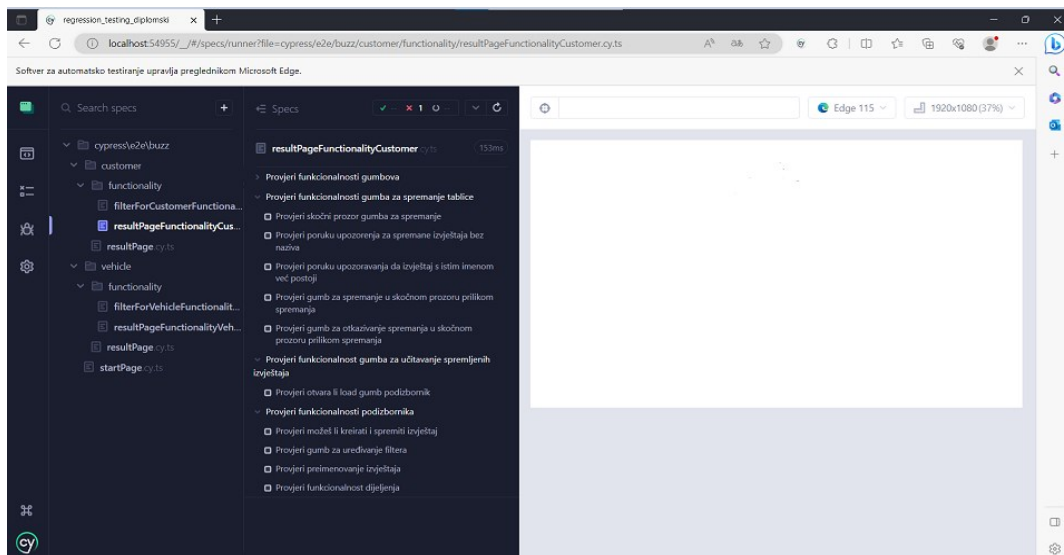 regression_testing_diplomski
localhost:54955/__/#/specs/runner?file=cypress/e2e/buzz/customer/functionality/resultPageFunctionalityCustomer.cy.ts
Softver za automatsko testiranje upravlja preglednikom Microsoft Edge.
Search specs
+
cypress\e2e\buzz
customer
functionality
filterForCustomerFunctiona...
resultPageFunctionalityCus...
resultPage.cy.ts
vehicle
functionality
filterForVehicleFunctionalit...
resultPageFunctionalityVeh...
resultPage.cy.ts
startPage.cy.ts
Specs
-- 1 --
resultPageFunctionalityCustomer.cy.ts 153ms
Provjeri funkcionalnosti gumbova
Provjeri funkcionalnosti gumba za spremanje tablice
Provjeri skočni prozor gumba za spremanje
Provjeri poruku upozorenja za spremane izvještaja bez
naziva
Provjeri poruku upozoravanja da izvještaj s istim imenom
već postoji
Provjeri gumb za spremanje u skočnom prozoru prilikom
spremanja
Provjeri gumb za otkazivanje spremanja u skočnom
prozoru prilikom spremanja
Provjeri funkcionalnost gumba za učitavanje spremljenih
izvještaja
Provjeri otvara li load gumb podizbornik
Provjeri funkcionalnosti podizbornika
Provjeri možeš li kreirati i spremiti izvještaj
Provjeri gumb za uređivanje filtera
Provjeri preimenovanje izvještaja
Provjeri funkcionalnost dijeljenja
Edge 115
1920x1080 (37%)
cy